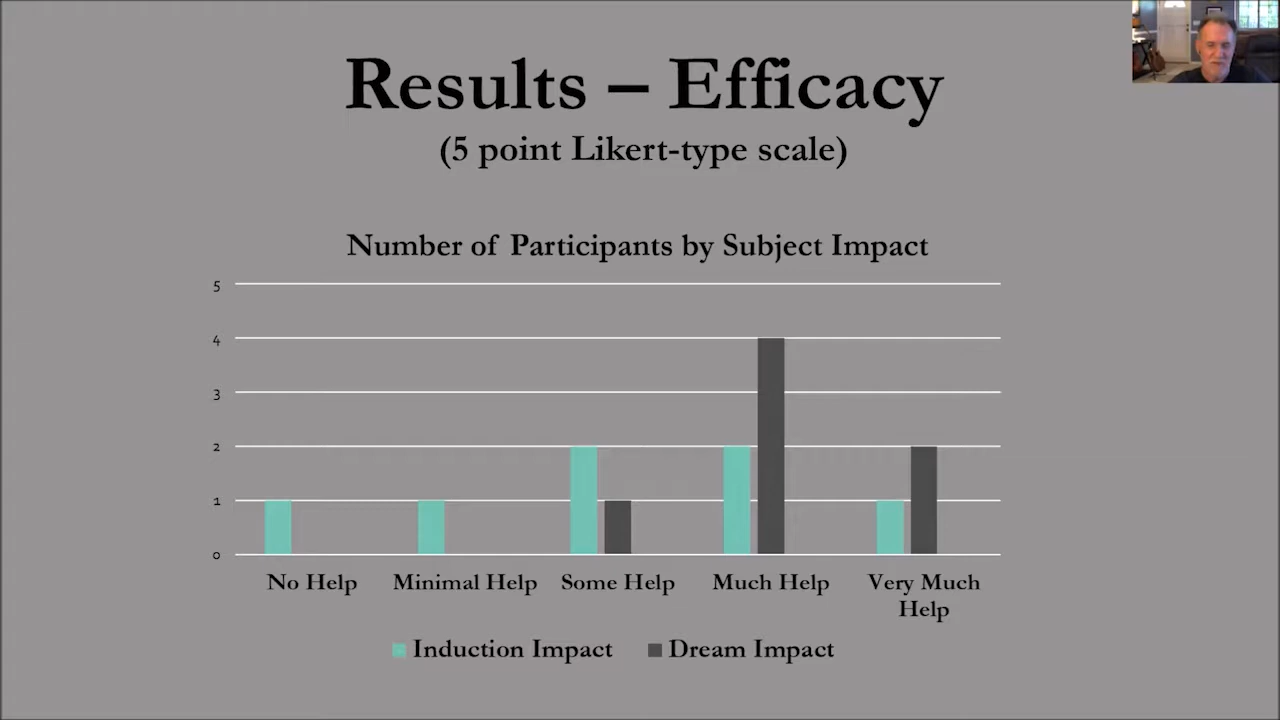 Results – Efficacy
(5 point Likert-type scale)
Number of Participants by Subject Impact
5
4
3
2
1
0
No Help
Minimal Help
Some Help
Much Help
Very Much
Help
Induction Impact
Dream Impact